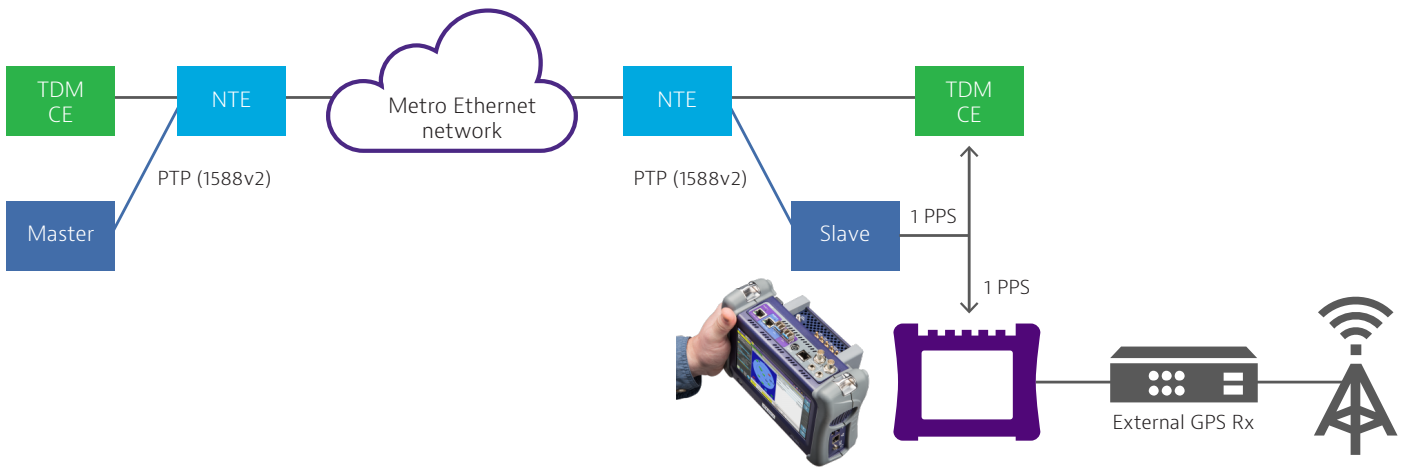 TDM
CE
NTE
Metro Ethernet
network
NTE
TDM
CE
PTP (1588v2)
PTP (1588v2)
Master
Slave
1 PPS
1 PPS
External GPS Rx